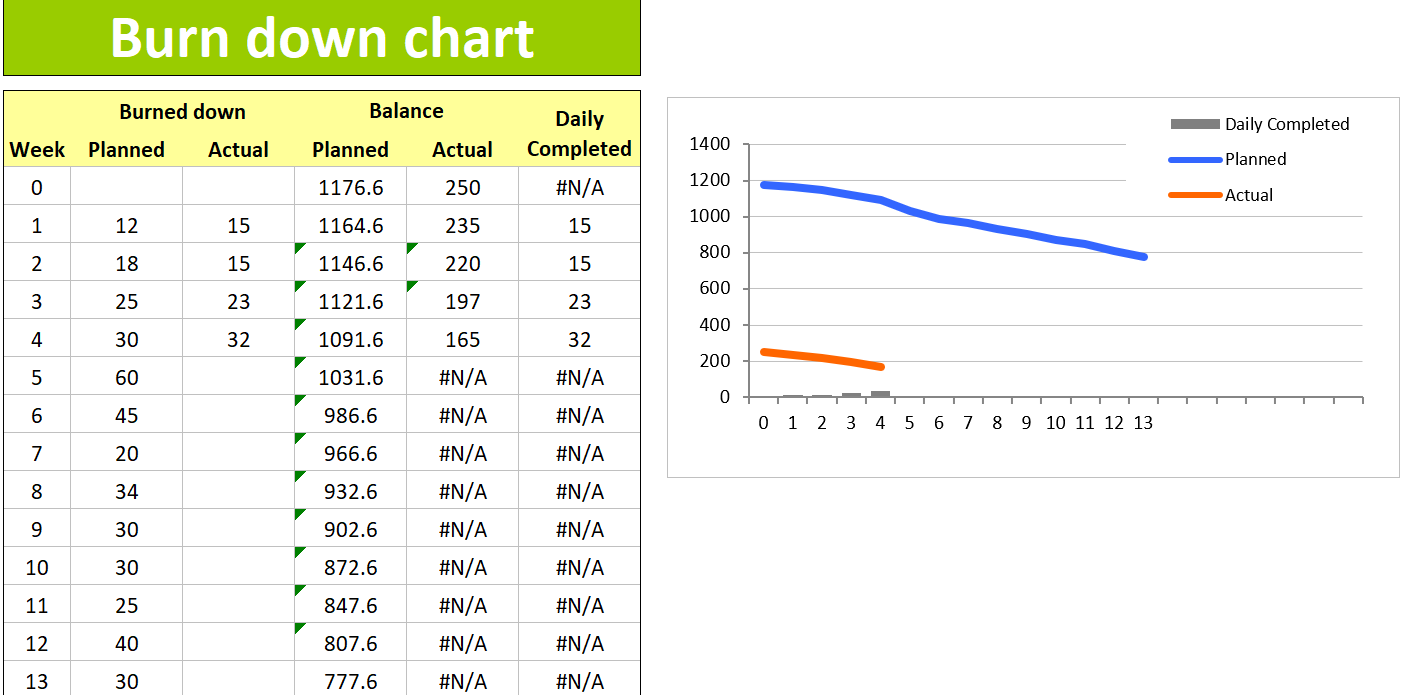 Burn down chart
Burned down Balance Daily
Week Planned Actual Planned Actual Completed
0 1176.6 250 #N/A
1 12 15 1164.6 235 15
2 18 15 1146.6 220 15
3 25 23 1121.6 197 23
4 30 32 1091.6 165 32
5 60 1031.6 #N/A #N/A
6 45 986.6 #N/A #N/A
7 20 966.6 #N/A #N/A
8 34 932.6 #N/A #N/A
9 30 902.6 #N/A #N/A
10 30 872.6 #N/A #N/A
11 25 847.6 #N/A #N/A
12 40 807.6 #N/A #N/A
13 30 777.6 #N/A #N/A
Daily Completed
Planned
Actual
1400
1200
1000
800
600
400
200
0
0 1 2 3 4 5 6 7 8 9 10 11 12 13